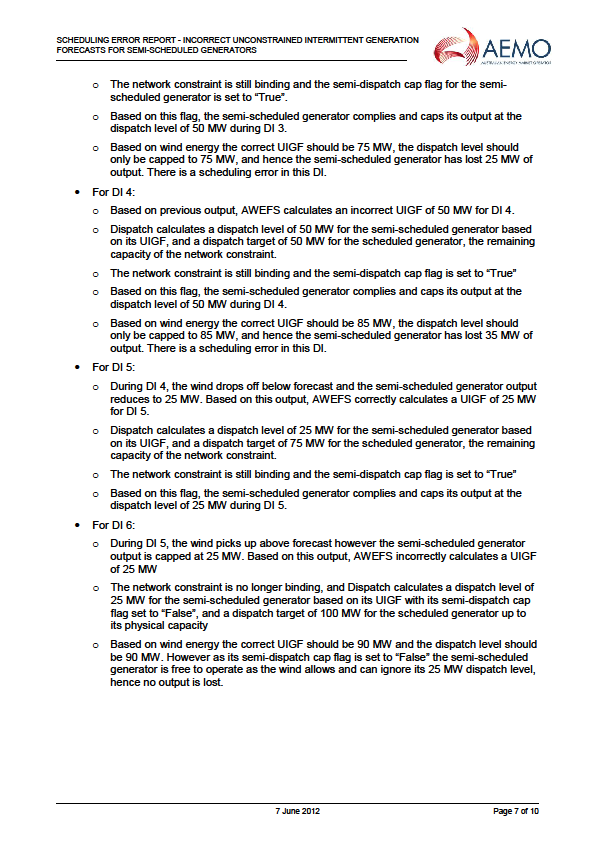 SCHEDULING ERROR REPORT - INCORRECT UNCONSTRAINED INTERMITTENT GENERATION
FORECASTS FOR SEMI-SCHEDULED GENERATORS
AEMO
AUSTRALIAN ENERGY MARKET OPERATOR
o The network constraint is still binding and the semi-dispatch cap flag for the semi-
scheduled generator is set to “True”.
o Based on this flag, the semi-scheduled generator complies and caps its output at the
dispatch level of 50 MW during DI 3.
o Based on wind energy the correct UIGF should be 75 MW, the dispatch level should
only be capped to 75 MW, and hence the semi-scheduled generator has lost 25 MW of
output. There is a scheduling error in this DI.
• For DI 4:
o Based on previous output, AWEFS calculates an incorrect UIGF of 50 MW for DI 4.
o Dispatch calculates a dispatch level of 50 MW for the semi-scheduled generator based
on its UIGF, and a dispatch target of 50 MW for the scheduled generator, the remaining
capacity of the network constraint.
o The network constraint is still binding and the semi-dispatch cap flag is set to “True”
o Based on this flag, the semi-scheduled generator complies and caps its output at the
dispatch level of 50 MW during DI 4.
o Based on wind energy the correct UIGF should be 85 MW, the dispatch level should
only be capped to 85 MW, and hence the semi-scheduled generator has lost 35 MW of
output. There is a scheduling error in this DI.
• For DI 5:
o During DI 4, the wind drops off below forecast and the semi-scheduled generator output
reduces to 25 MW. Based on this output, AWEFS correctly calculates a UIGF of 25 MW
for DI 5.
o Dispatch calculates a dispatch level of 25 MW for the semi-scheduled generator based
on its UIGF, and a dispatch target of 75 MW for the scheduled generator, the remaining
capacity of the network constraint.
o The network constraint is still binding and the semi-dispatch cap flag is set to “True”
o Based on this flag, the semi-scheduled generator complies and caps its output at the
dispatch level of 25 MW during DI 5.
• For DI 6:
o During DI 5, the wind picks up above forecast however the semi-scheduled generator
output is capped at 25 MW. Based on this output, AWEFS incorrectly calculates a UIGF
of 25 MW
o The network constraint is no longer binding, and Dispatch calculates a dispatch level of
25 MW for the semi-scheduled generator based on its UIGF with its semi-dispatch cap
flag set to “False”, and a dispatch target of 100 MW for the scheduled generator up to
its physical capacity
o Based on wind energy the correct UIGF should be 90 MW and the dispatch level should
be 90 MW. However as its semi-dispatch cap flag is set to “False” the semi-scheduled
generator is free to operate as the wind allows and can ignore its 25 MW dispatch level,
hence no output is lost.
7 June 2012 Page 7 of 10